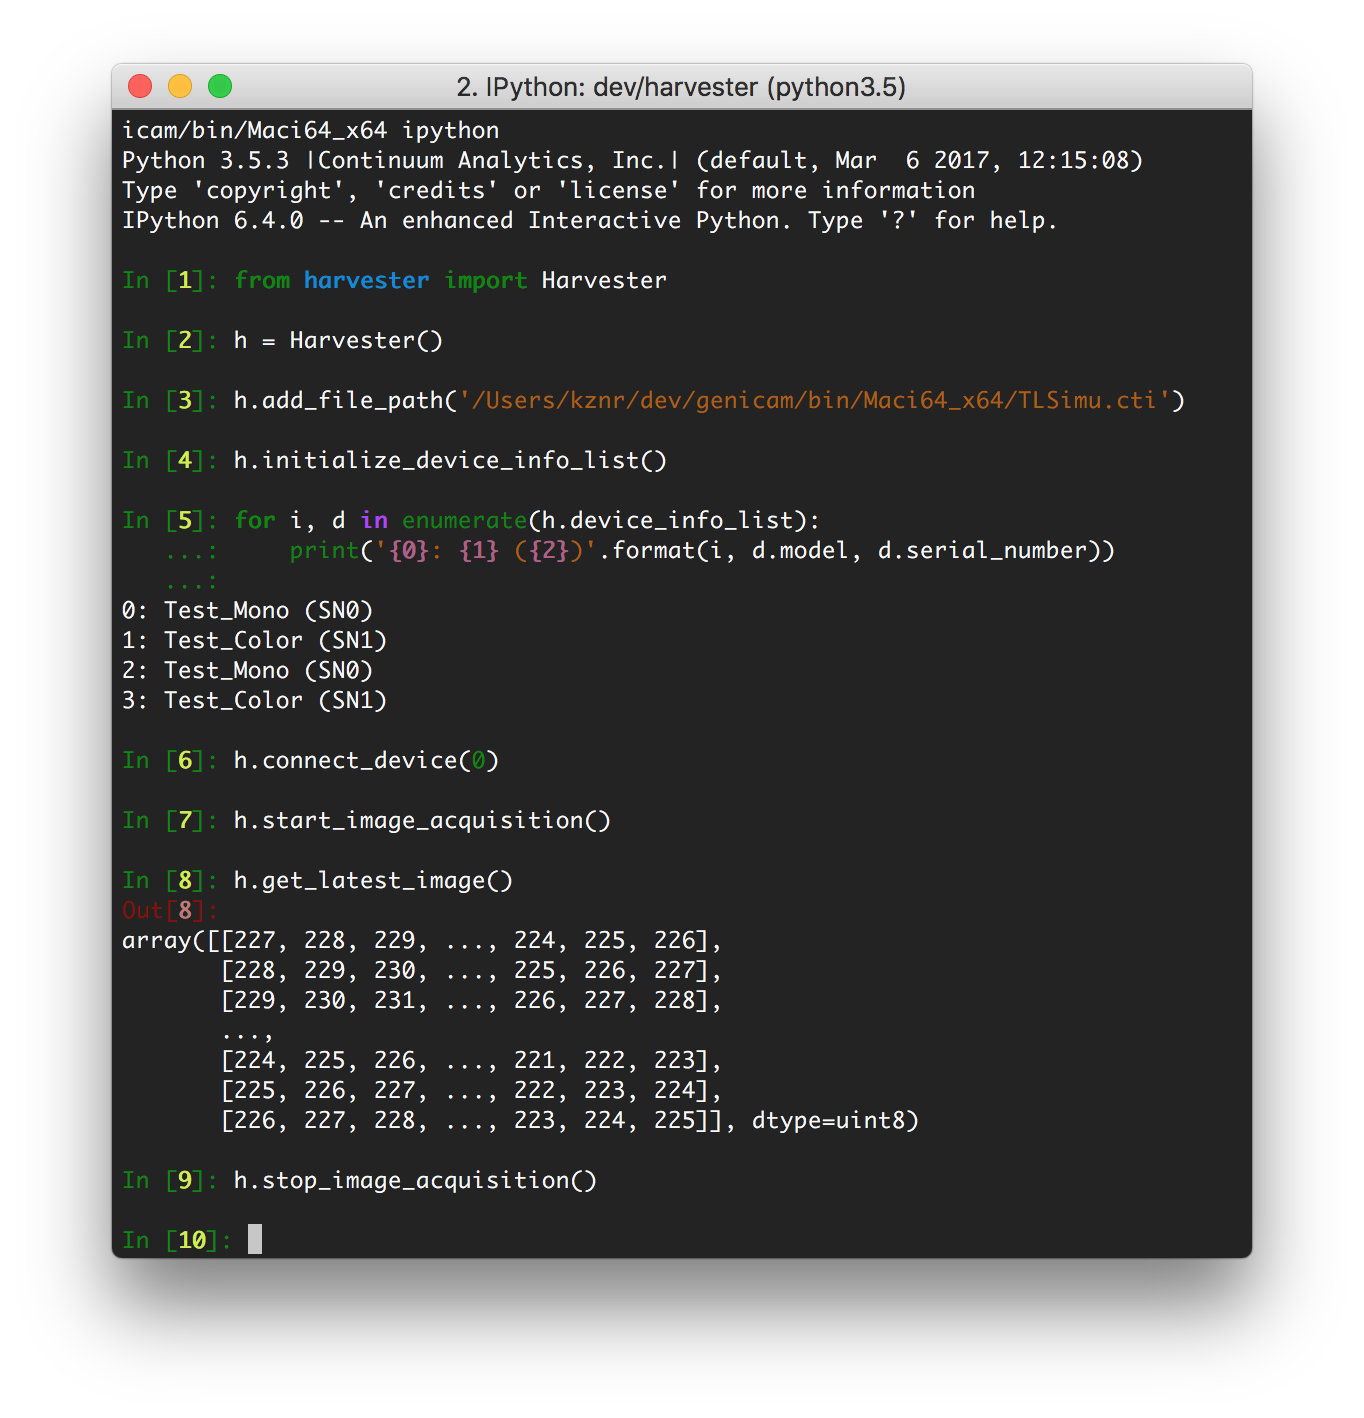 2. IPython: dev/harvester (python3.5)
icam/bin/Maci64_x64 ipython
Python 3.5.3 |Continuum Analytics, Inc.| (default, Mar  6 2017, 12:15:08)
Type 'copyright', 'credits' or 'license' for more information
IPython 6.4.0 -- An enhanced Interactive Python. Type '?' for help.
In [1]: from harvester import Harvester
In [2]: h = Harvester()
In [3]: h.add_file_path('/Users/kznr/dev/genicam/bin/Maci64_x64/TLSimu.cti')
In [4]: h.initialize_device_info_list()
In [5]: for i, d in enumerate(h.device_info_list):
   ...:     print('{0}: {1} ({2})'.format(i, d.model, d.serial_number))
   ...:
0: Test_Mono (SN0)
1: Test_Color (SN1)
2: Test_Mono (SN0)
3: Test_Color (SN1)
In [6]: h.connect_device(0)
In [7]: h.start_image_acquisition()
In [8]: h.get_latest_image()
Out[8]:
array([[227, 228, 229, ..., 224, 225, 226],
       [228, 229, 230, ..., 225, 226, 227],
       [229, 230, 231, ..., 226, 227, 228],
       ...,
       [224, 225, 226, ..., 221, 222, 223],
       [225, 226, 227, ..., 222, 223, 224],
       [226, 227, 228, ..., 223, 224, 225]], dtype=uint8)
In [9]: h.stop_image_acquisition()
In [10]: